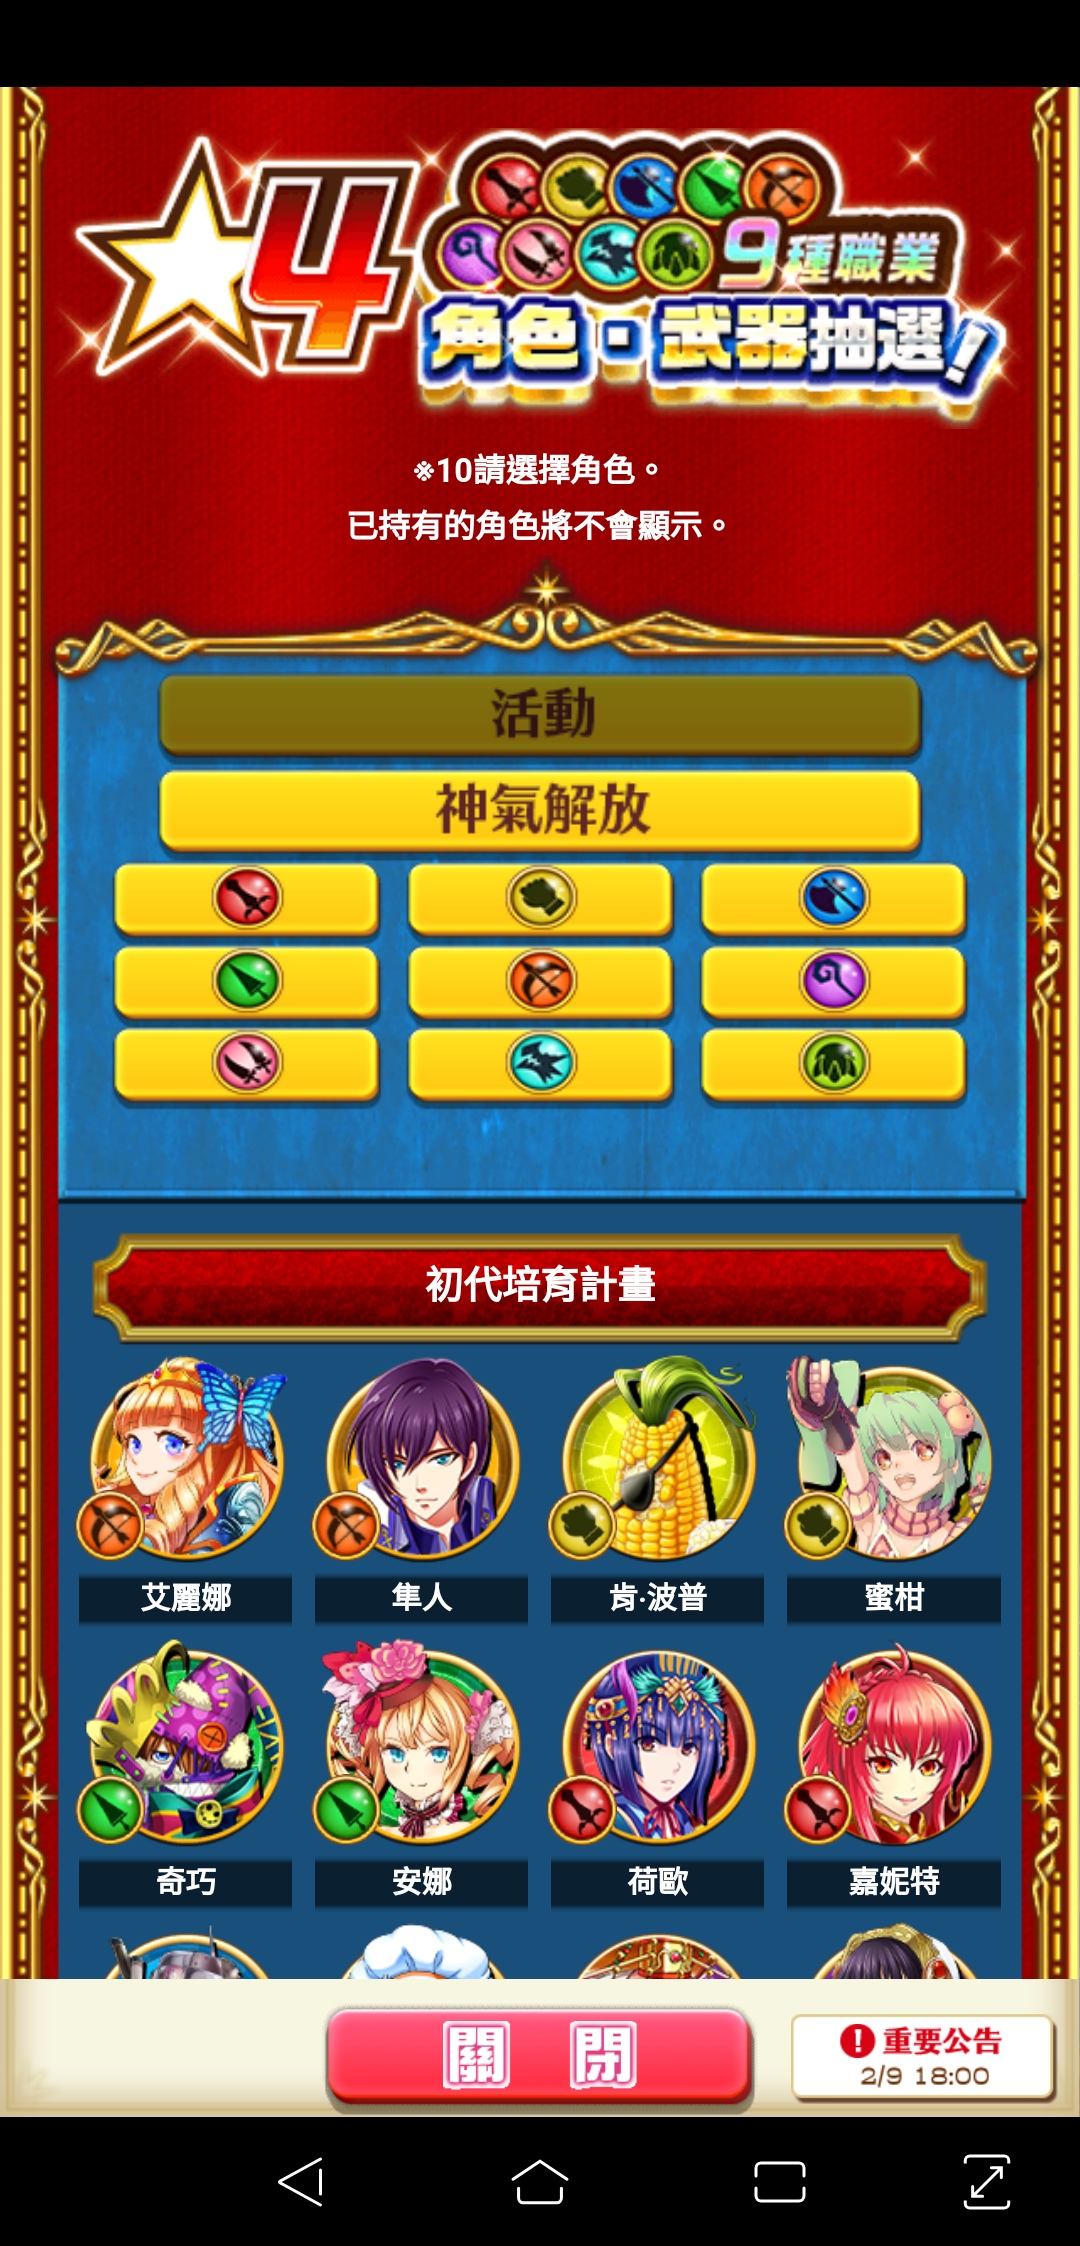 ★4
9種職業
角色・武器抽選!
※10請選擇角色。
已持有的角色將不會顯示。
活動
神氣解放
初代培育計畫
艾麗娜 隼人 肯·波普 蜜柑
奇巧 安娜 荷歐 嘉妮特
關 閉
! 重要公告
2/9 18:00